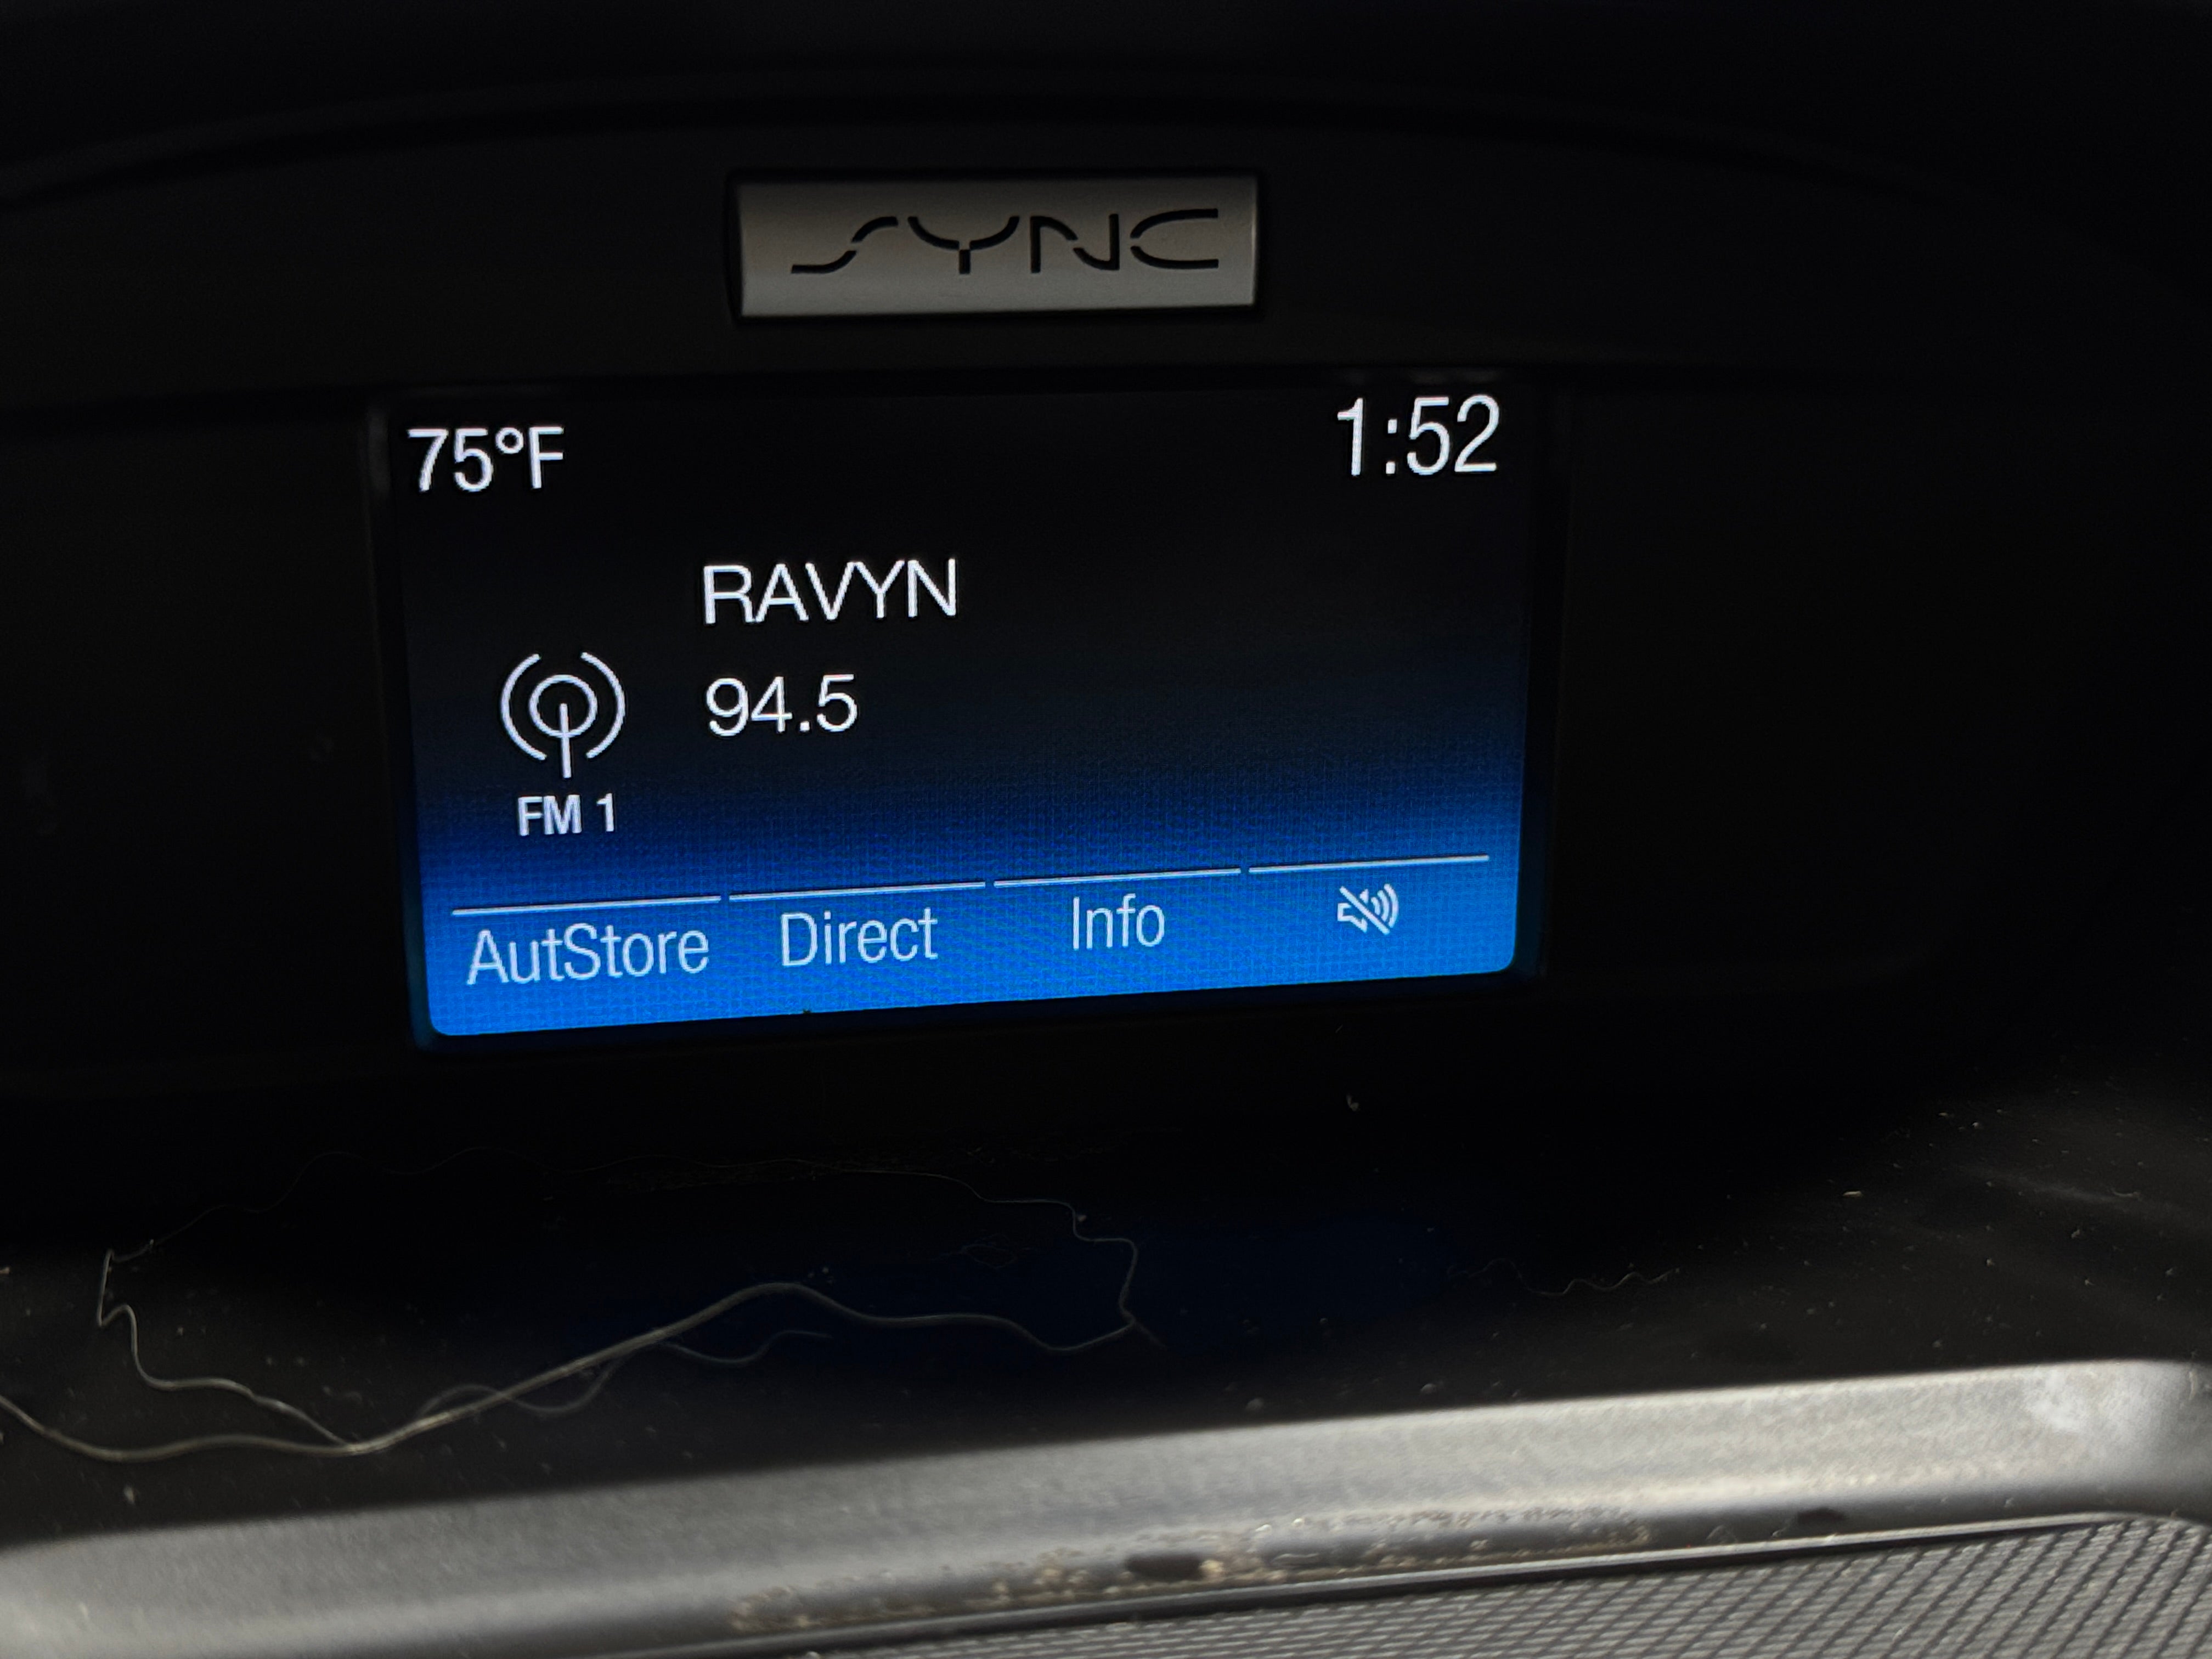 SYNC
75°F 1:52
RAVYN
94.5
FM 1
AutStore Direct Info